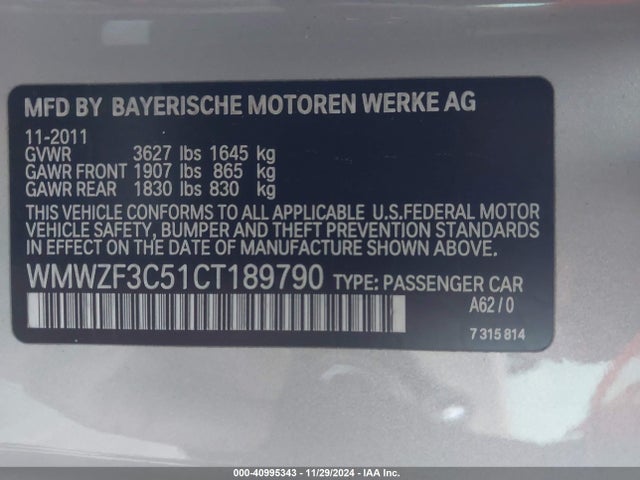 MFD BY BAYERISCHE MOTOREN WERKE AG
11-2011
GVWR 3627 lbs 1645 kg
GAWR FRONT 1907 lbs 865 kg
GAWR REAR 1830 lbs 830 kg
THIS VEHICLE CONFORMS TO ALL APPLICABLE U.S.FEDERAL MOTOR
VEHICLE SAFETY, BUMPER AND THEFT PREVENTION STANDARDS
IN EFFECT ON THE DATE OF MANUFACTURE SHOWN ABOVE.
WMWZF3C51CT189790 TYPE: PASSENGER CAR
A62/0
7 315 814
000-40995343 - 11/29/2024 - IAA Inc.